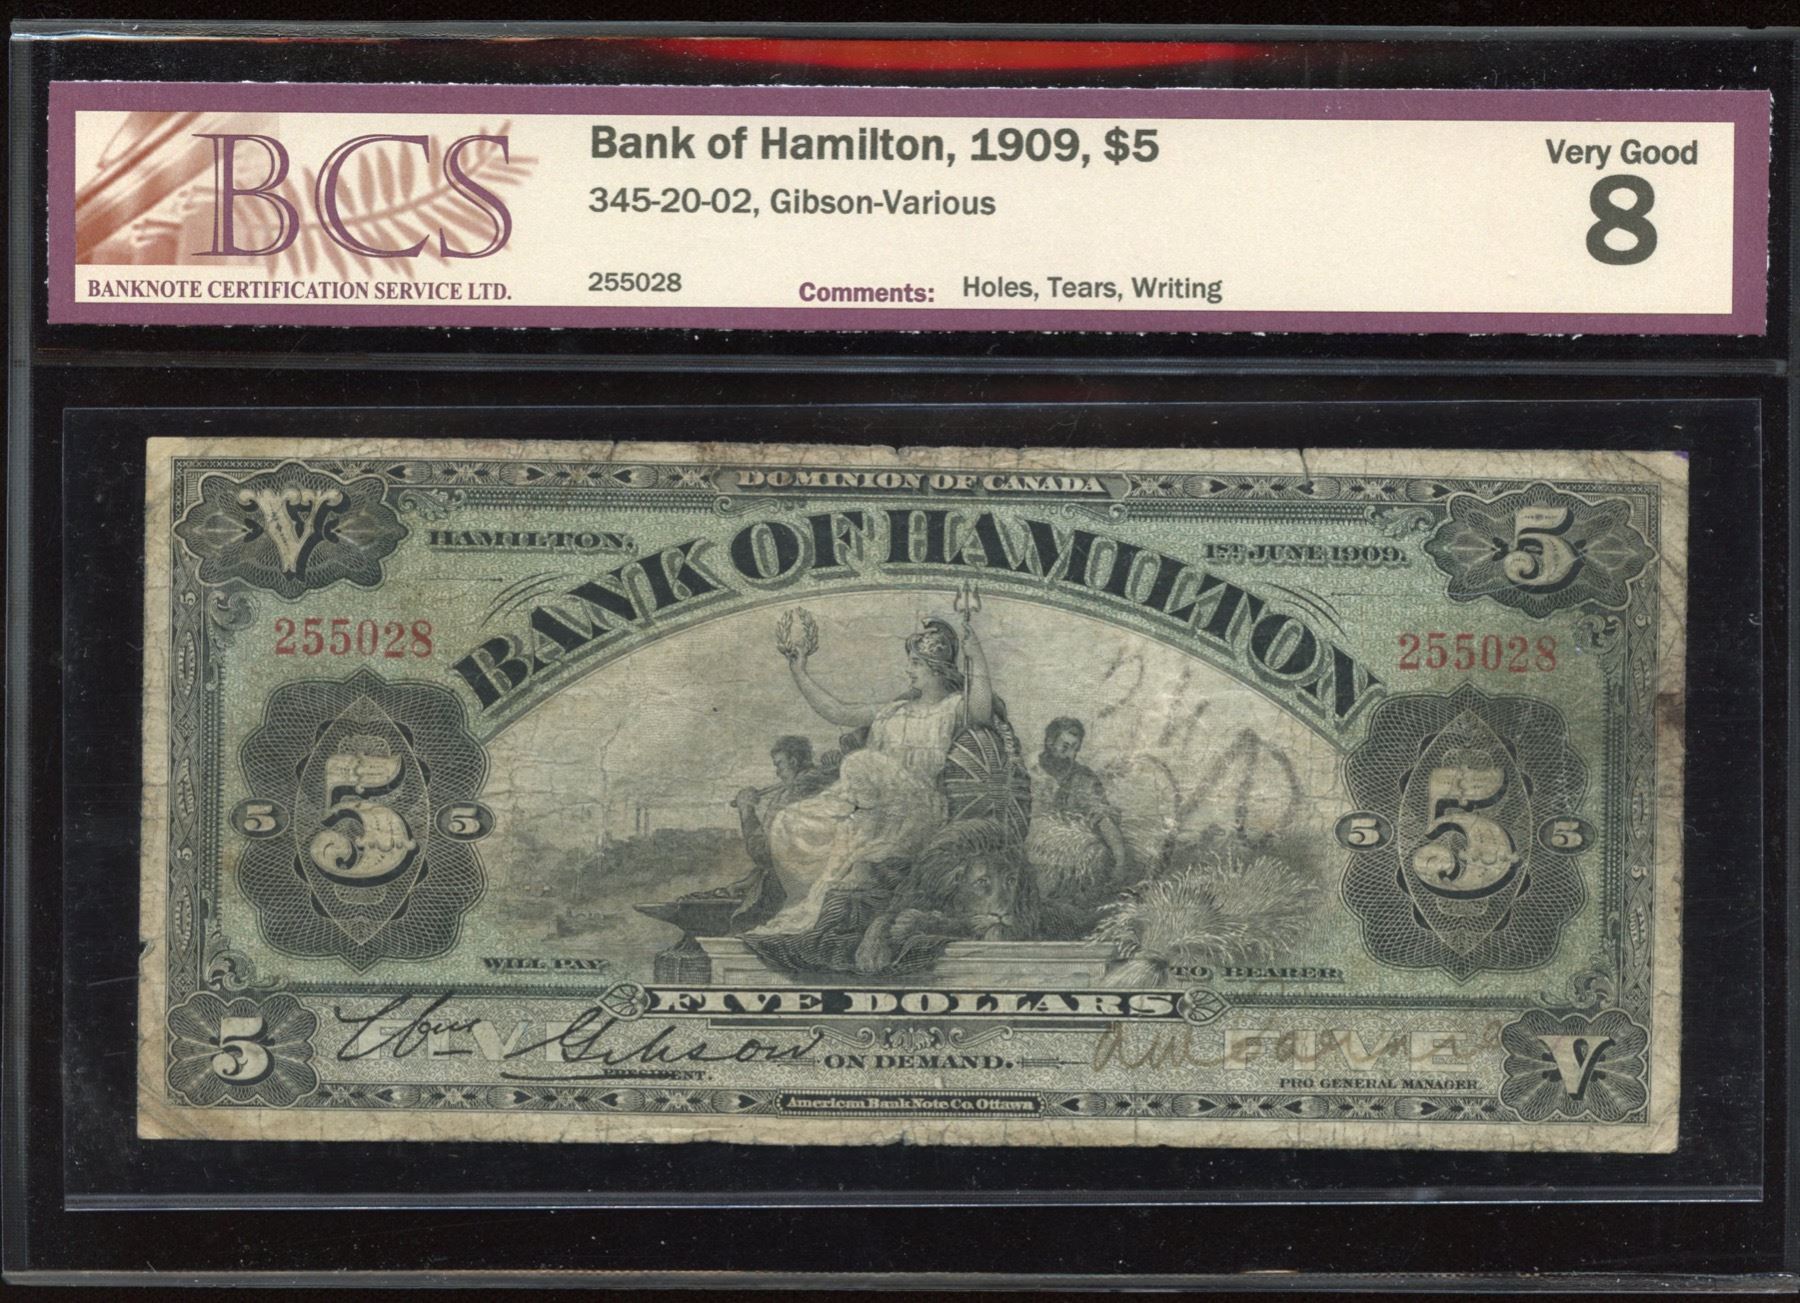 BCS
BANKNOTE CERTIFICATION SERVICE LTD.
Bank of Hamilton, 1909, $5
345-20-02, Gibson-Various
255028
Comments: Holes, Tears, Writing
Very Good
8
DOMINION OF CANADA
V
HAMILTON.
BANK OF HAMILTON
1ST JUNE 1909.
5
255028
255028
5 5 5
5 5 5
WILL PAY
TO BEARER
FIVE DOLLARS
5
FIVE
Wm Gibson
PRESIDENT.
ON DEMAND.
FIVE
PRO GENERAL MANAGER
V
American Bank Note Co. Ottawa